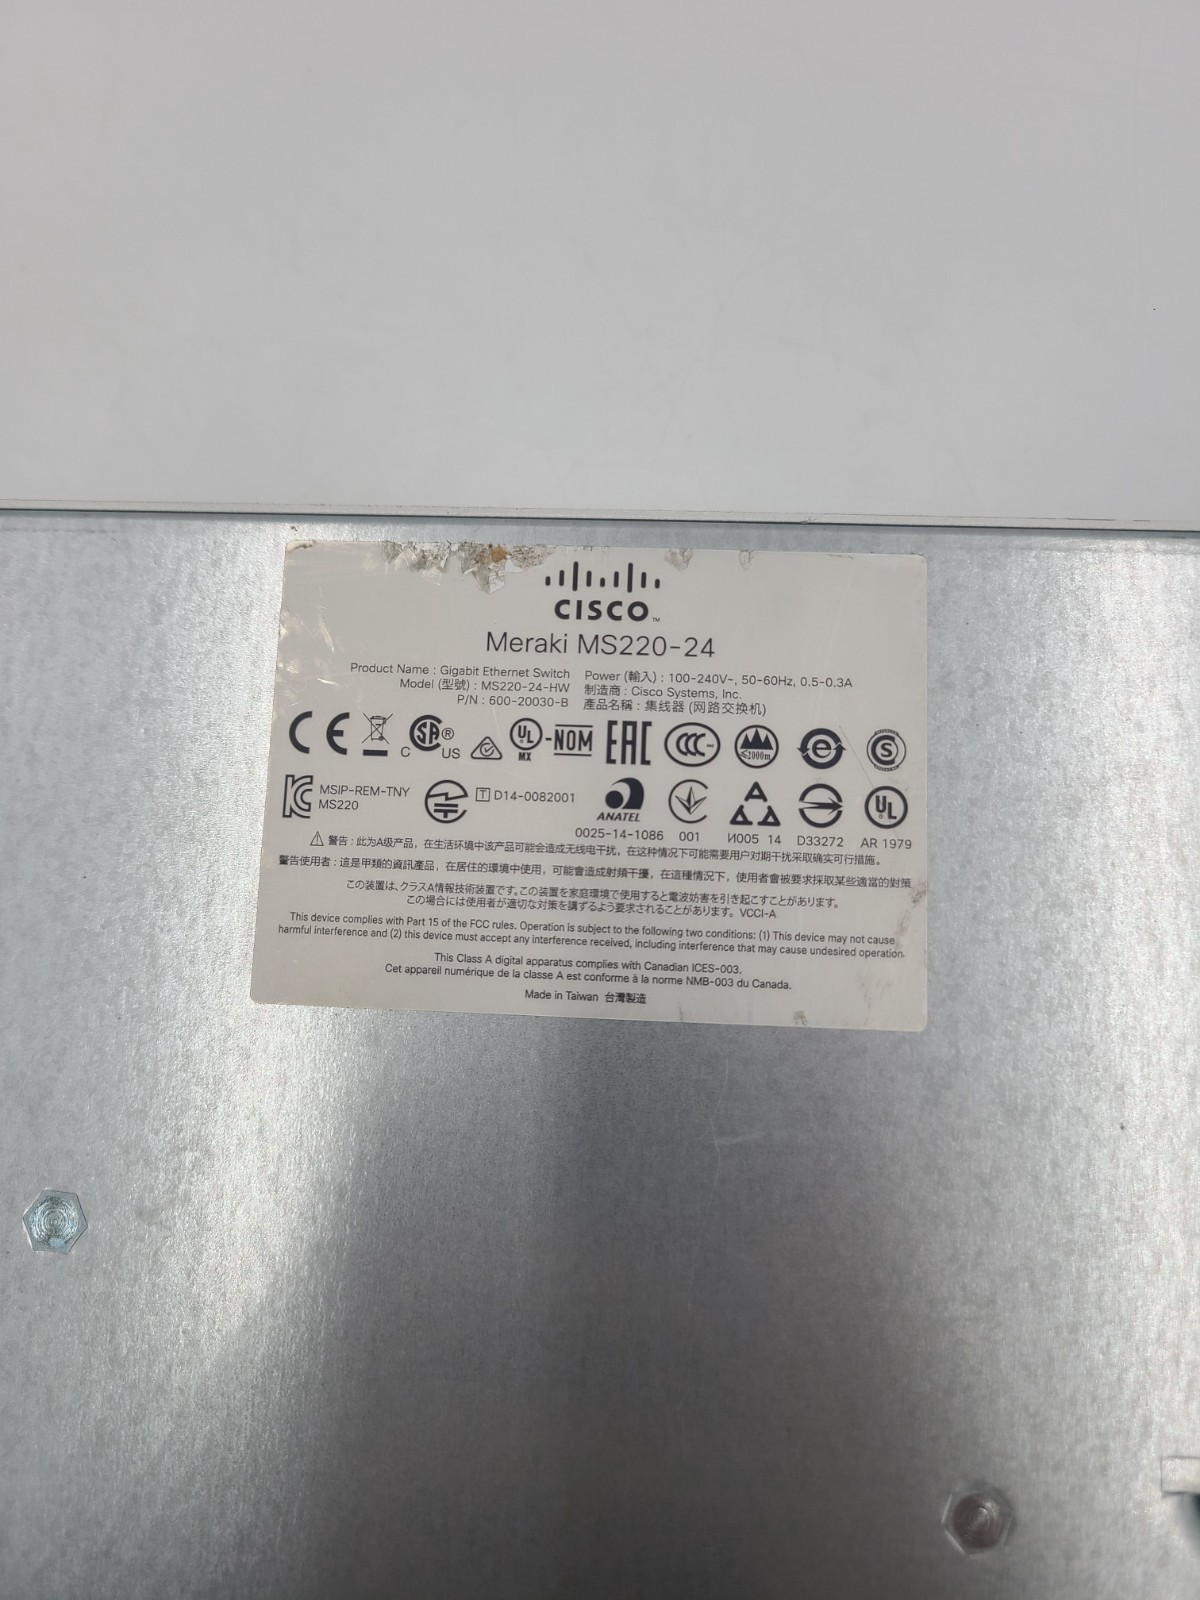 CISCO™
Meraki MS220-24
Product Name : Gigabit Ethernet Switch
Model (型號) : MS220-24-HW
P/N : 600-20030-B
Power (輸入) : 100-240V~, 50-60Hz, 0.5-0.3A
制造商 : Cisco Systems, Inc.
產品名稱 : 集线器 (网路交换机)
CE C SA® US UL MX -NOM EAC CCC ≤2000m e S
KC MSIP-REM-TNY
MS220
T D14-0082001
ANATEL
0025-14-1086 001 И005 14 D33272 UL AR 1979
⚠ 警告 : 此为A级产品，在生活环境中该产品可能会造成无线电干扰，在这种情况下可能需要用户对期干扰采取确实可行措施。
警告使用者 : 這是甲類的資訊產品，在居住的環境中使用，可能會造成射頻干擾，在這種情況下，使用者會被要求採取某些適當的對策
この装置は、クラスA情報技術装置です。この装置を家庭環境で使用すると電波妨害を引き起こすことがあります。
この場合には使用者が適切な対策を講ずるよう要求されることがあります。VCCI-A
This device complies with Part 15 of the FCC rules. Operation is subject to the following two conditions: (1) This device may not cause
harmful interference and (2) this device must accept any interference received, including interference that may cause undesired operation.
This Class A digital apparatus complies with Canadian ICES-003.
Cet appareil numérique de la classe A est conforme à la norme NMB-003 du Canada.
Made in Taiwan 台灣製造